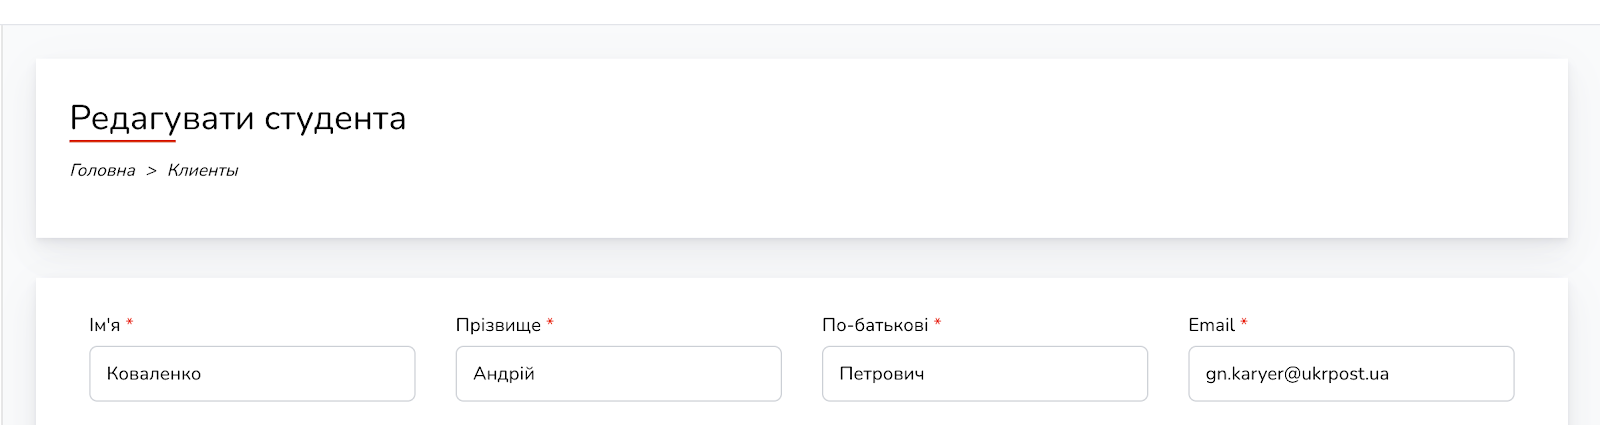 Редагувати студента
Головна > Клиенты
Ім'я * Прізвище * По-батькові * Email *
Коваленко Андрій Петрович gn.karyer@ukrpost.ua